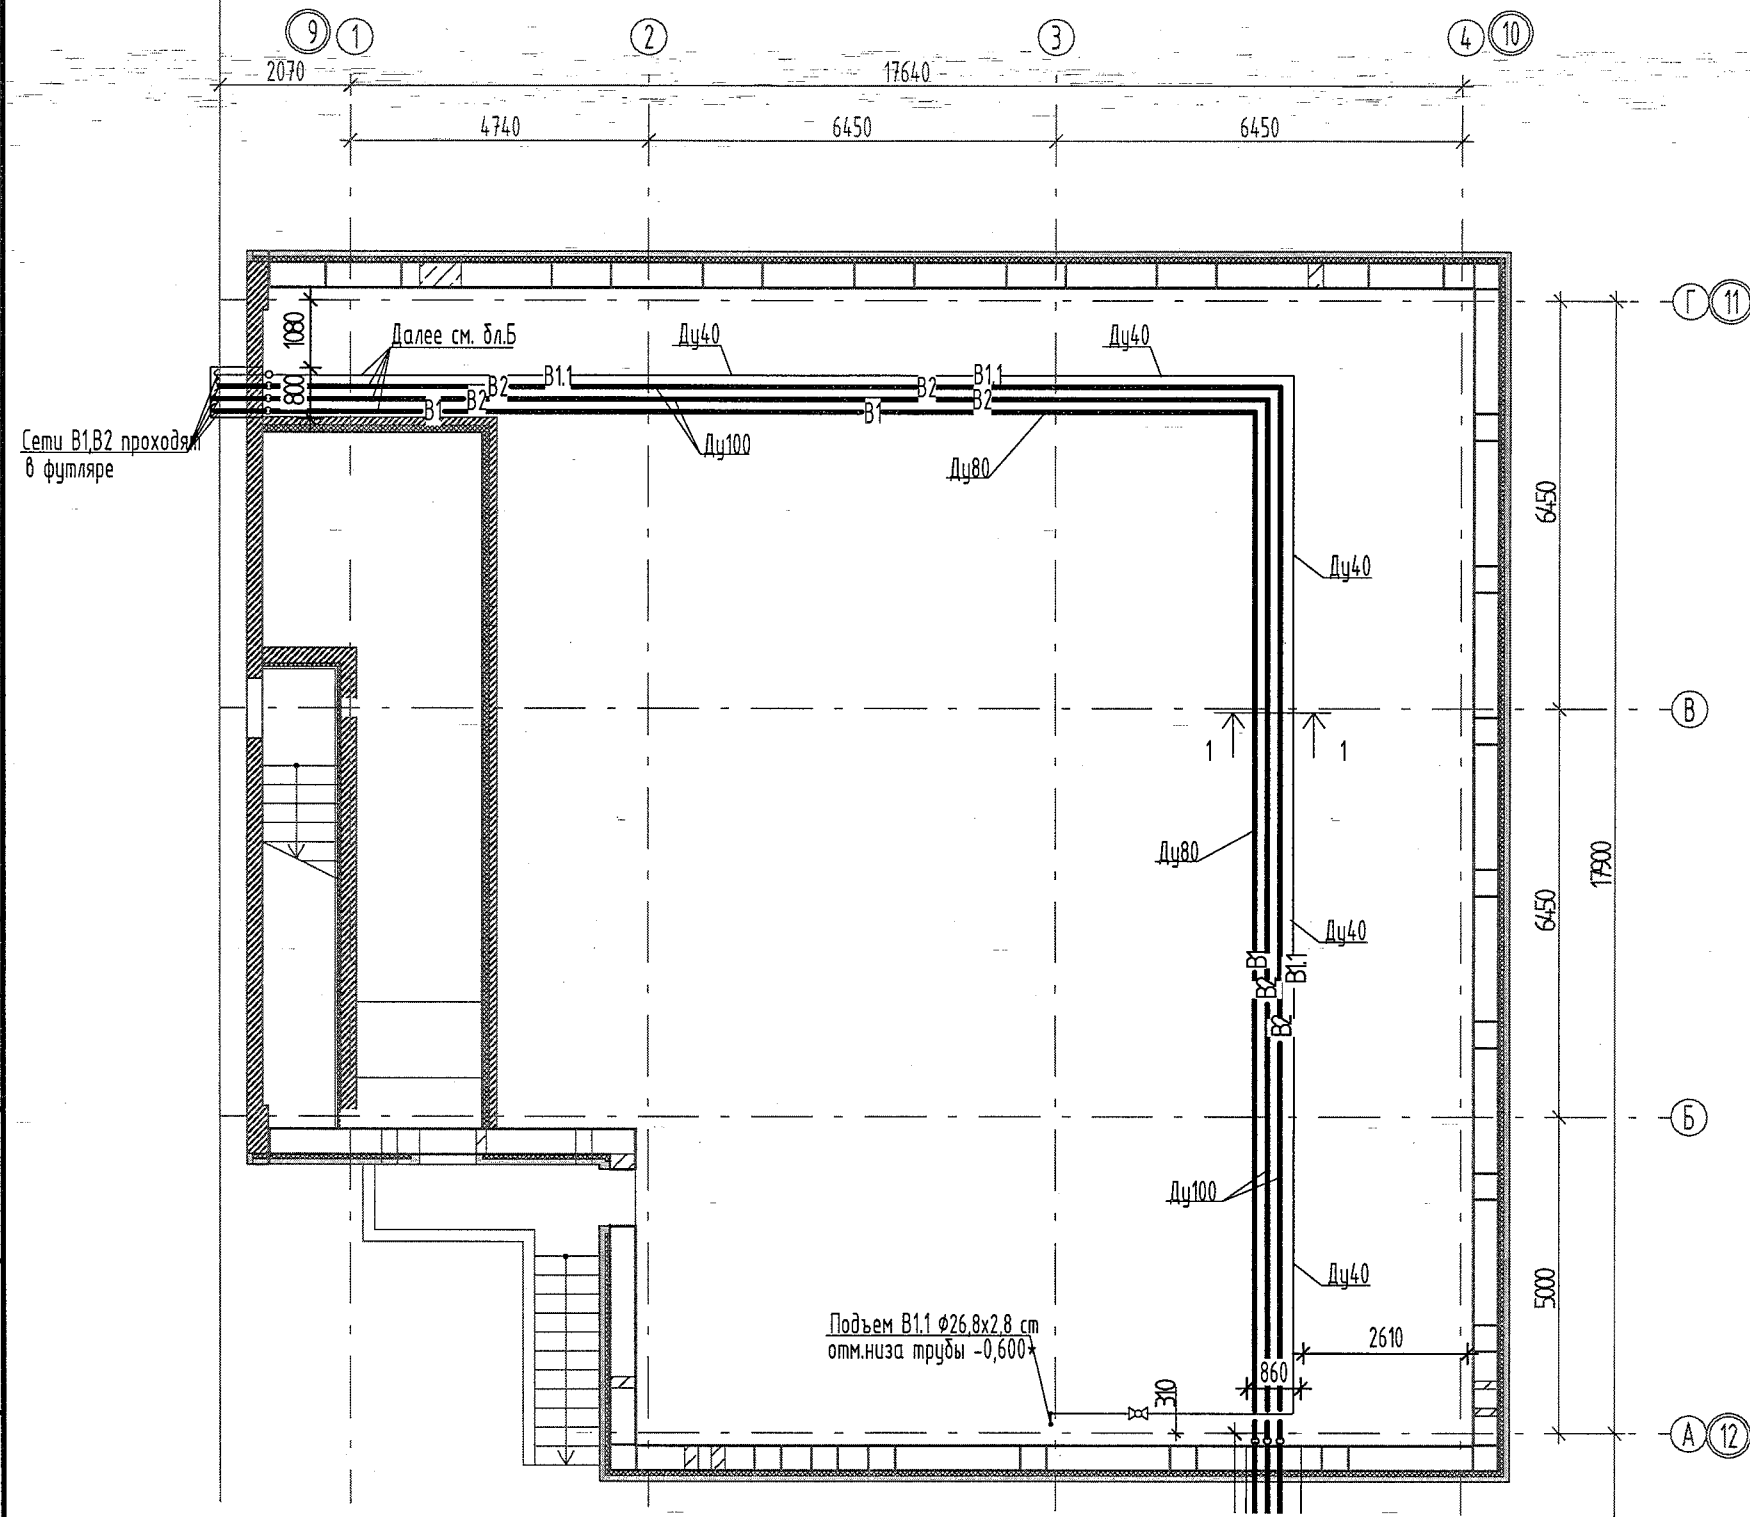 9
1
2
3
4
10
2070
17640
4740
6450
6450
Г
11
1080
Далее см. бл.Б
Ду40
Ду40
В1.1
В1.1
800
В2
В2
В2
В2
В1
В1
Сети В1,В2 проходят
в футляре
Ду100
Ду80
6450
Ду40
В
1
1
Ду80
17900
6450
Ду40
В1
В1.1
В2
В2
Б
Ду100
Ду40
5000
Подъем В1.1 ϕ26,8х2,8 ст
отм.низа трубы -0,600*
2610
860
310
А
12